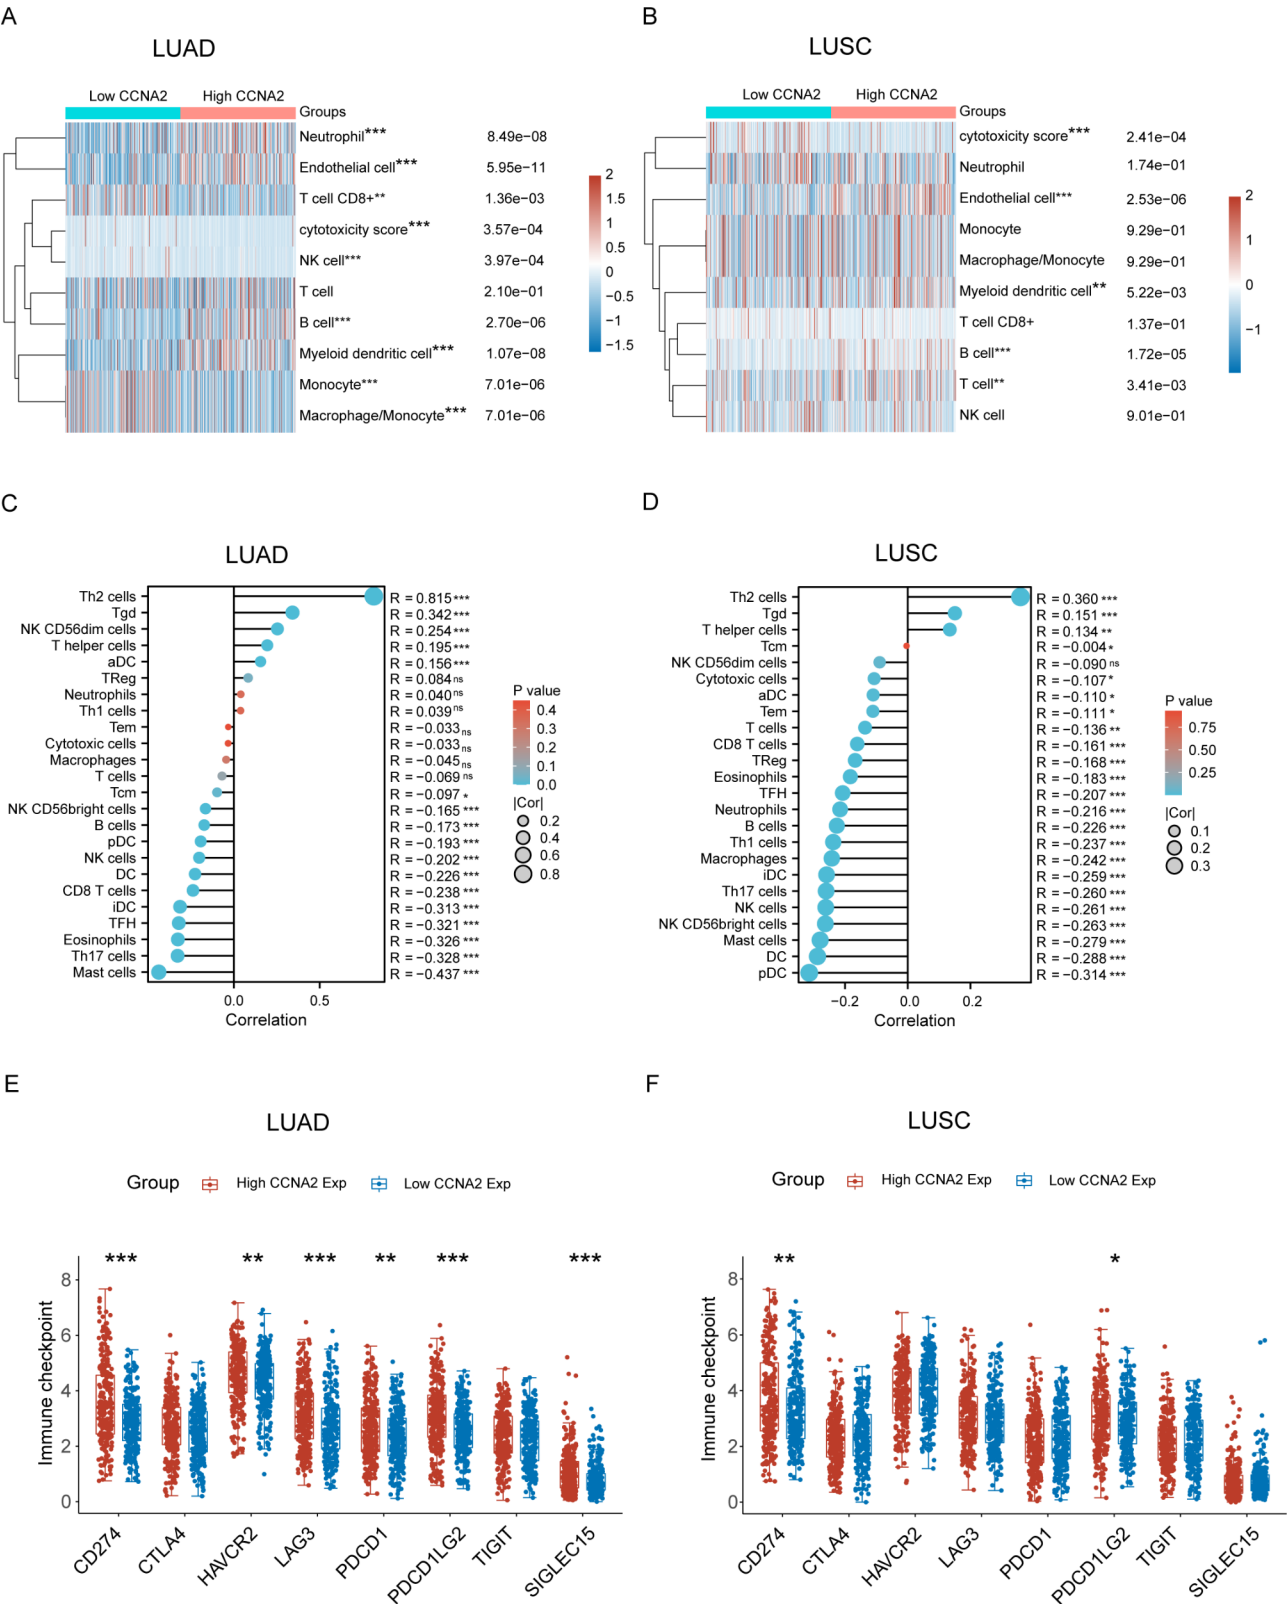 A
LUAD
Low CCNA2 High CCNA2
Groups
Neutrophil*** 8.49e−08
Endothelial cell*** 5.95e−11
T cell CD8+** 1.36e−03
cytotoxicity score*** 3.57e−04
NK cell*** 3.97e−04
T cell 2.10e−01
B cell*** 2.70e−06
Myeloid dendritic cell*** 1.07e−08
Monocyte*** 7.01e−06
Macrophage/Monocyte*** 7.01e−06
2
1.5
1
0.5
0
−0.5
−1
−1.5
B
LUSC
Low CCNA2 High CCNA2
Groups
cytotoxicity score*** 2.41e−04
Neutrophil 1.74e−01
Endothelial cell*** 2.53e−06
Monocyte 9.29e−01
Macrophage/Monocyte 9.29e−01
Myeloid dendritic cell** 5.22e−03
T cell CD8+ 1.37e−01
B cell*** 1.72e−05
T cell** 3.41e−03
NK cell 9.01e−01
2
1
0
−1
C
LUAD
Th2 cells R = 0.815 ***
Tgd R = 0.342 ***
NK CD56dim cells R = 0.254 ***
T helper cells R = 0.195 ***
aDC R = 0.156 ***
TReg R = 0.084 ns
Neutrophils R = 0.040 ns
Th1 cells R = 0.039 ns
Tem R = −0.033 ns
Cytotoxic cells R = −0.033 ns
Macrophages R = −0.045 ns
T cells R = −0.069 ns
Tcm R = −0.097 *
NK CD56bright cells R = −0.165 ***
B cells R = −0.173 ***
pDC R = −0.193 ***
NK cells R = −0.202 ***
DC R = −0.226 ***
CD8 T cells R = −0.238 ***
iDC R = −0.313 ***
TFH R = −0.321 ***
Eosinophils R = −0.326 ***
Th17 cells R = −0.328 ***
Mast cells R = −0.437 ***
0.0 0.5
Correlation
P value
0.4
0.3
0.2
0.1
0.0
|Cor|
0.2
0.4
0.6
0.8
D
LUSC
Th2 cells R = 0.360 ***
Tgd R = 0.151 ***
T helper cells R = 0.134 **
Tcm R = −0.004 *
NK CD56dim cells R = −0.090 ns
Cytotoxic cells R = −0.107 *
aDC R = −0.110 *
Tem R = −0.111 *
T cells R = −0.136 **
CD8 T cells R = −0.161 ***
TReg R = −0.168 ***
Eosinophils R = −0.183 ***
TFH R = −0.207 ***
Neutrophils R = −0.216 ***
B cells R = −0.226 ***
Th1 cells R = −0.237 ***
Macrophages R = −0.242 ***
iDC R = −0.259 ***
Th17 cells R = −0.260 ***
NK cells R = −0.261 ***
NK CD56bright cells R = −0.263 ***
Mast cells R = −0.279 ***
DC R = −0.288 ***
pDC R = −0.314 ***
−0.2 0.0 0.2
Correlation
P value
0.75
0.50
0.25
|Cor|
0.1
0.2
0.3
E
LUAD
Group High CCNA2 Exp Low CCNA2 Exp
*** ** *** ** *** ***
Immune checkpoint
8
6
4
2
0
CD274
CTLA4
HAVCR2
LAG3
PDCD1
PDCD1LG2
TIGIT
SIGLEC15
F
LUSC
Group High CCNA2 Exp Low CCNA2 Exp
** *
Immune checkpoint
8
6
4
2
0
CD274
CTLA4
HAVCR2
LAG3
PDCD1
PDCD1LG2
TIGIT
SIGLEC15